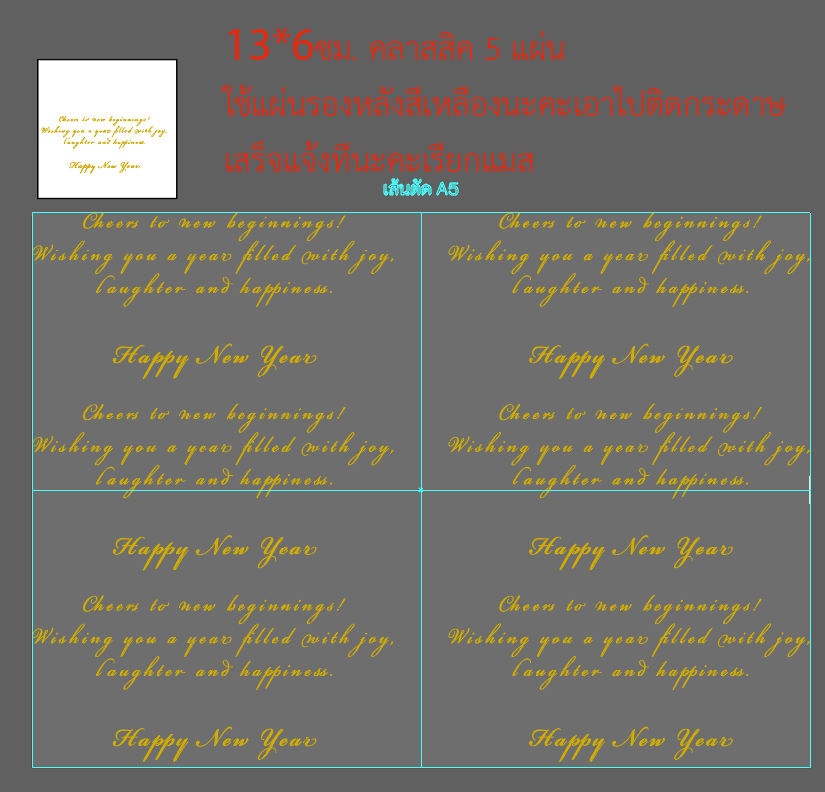 13*6ซม. คลาสสิค 5 แผ่น
ใช้แผ่นรองหลังสีเหลืองนะคะเอาไปติดกระดาษ
เสร็จแจ้งทีนะคะเรียกแมส
Cheers to new beginnings!
Wishing you a year filled with joy,
laughter and happiness.
Happy New Year
เส้นตัด A5
Cheers to new beginnings! Cheers to new beginnings!
Wishing you a year filled with joy, Wishing you a year filled with joy,
laughter and happiness. laughter and happiness.
Happy New Year Happy New Year
Cheers to new beginnings! Cheers to new beginnings!
Wishing you a year filled with joy, Wishing you a year filled with joy,
laughter and happiness. laughter and happiness.
Happy New Year Happy New Year
Cheers to new beginnings! Cheers to new beginnings!
Wishing you a year filled with joy, Wishing you a year filled with joy,
laughter and happiness. laughter and happiness.
Happy New Year Happy New Year